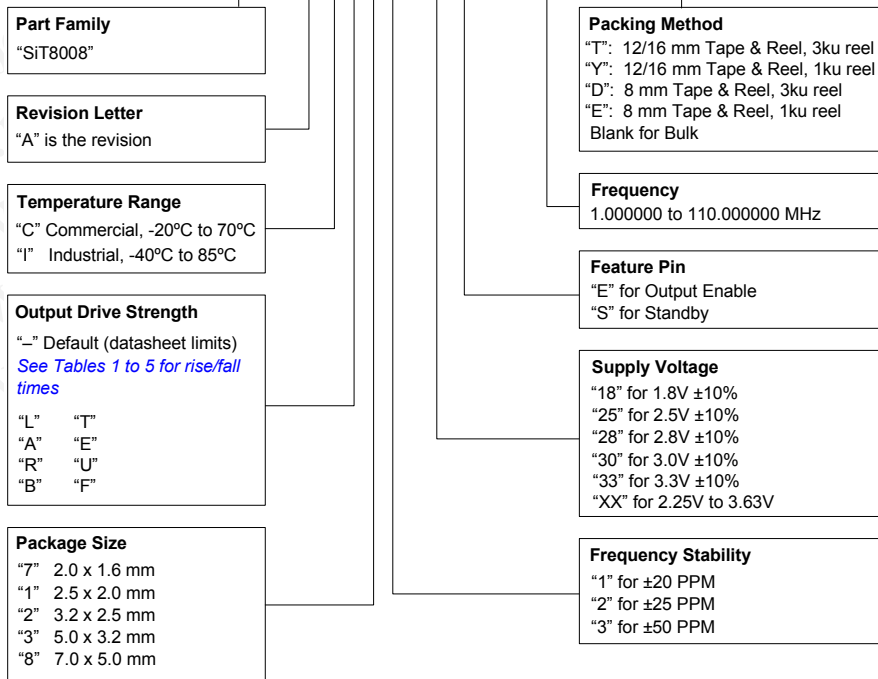 Part Family
“SiT8008”
Revision Letter
“A” is the revision
Temperature Range
“C” Commercial, -20ºC to 70ºC
“I” Industrial, -40ºC to 85ºC
Output Drive Strength
“–” Default (datasheet limits)
See Tables 1 to 5 for rise/fall
times
“L” “T”
“A” “E”
“R” “U”
“B” “F”
Package Size
“7” 2.0 x 1.6 mm
“1” 2.5 x 2.0 mm
“2” 3.2 x 2.5 mm
“3” 5.0 x 3.2 mm
“8” 7.0 x 5.0 mm
Packing Method
“T”: 12/16 mm Tape & Reel, 3ku reel
“Y”: 12/16 mm Tape & Reel, 1ku reel
“D”: 8 mm Tape & Reel, 3ku reel
“E”: 8 mm Tape & Reel, 1ku reel
Blank for Bulk
Frequency
1.000000 to 110.000000 MHz
Feature Pin
“E” for Output Enable
“S” for Standby
Supply Voltage
“18” for 1.8V ±10%
“25” for 2.5V ±10%
“28” for 2.8V ±10%
“30” for 3.0V ±10%
“33” for 3.3V ±10%
“XX” for 2.25V to 3.63V
Frequency Stability
“1” for ±20 PPM
“2” for ±25 PPM
“3” for ±50 PPM